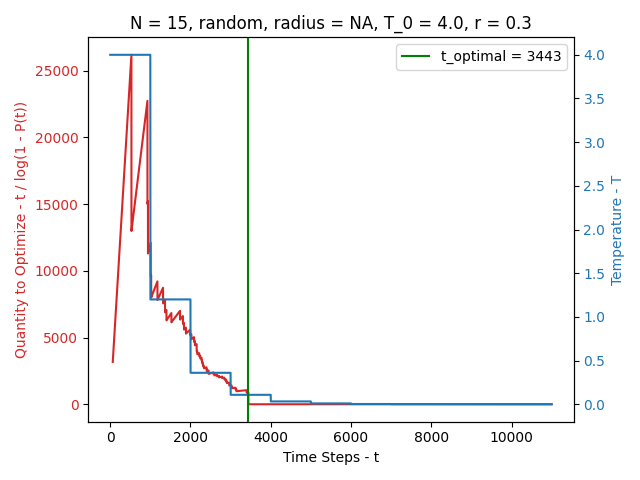 N = 15, random, radius = NA, T_0 = 4.0, r = 0.3
t_optimal = 3443
Quantity to Optimize - t / log(1 - P(t))
25000
20000
15000
10000
5000
0
4.0
3.5
3.0
2.5
2.0
1.5
1.0
0.5
0.0
Temperature - T
0 2000 4000 6000 8000 10000
Time Steps - t